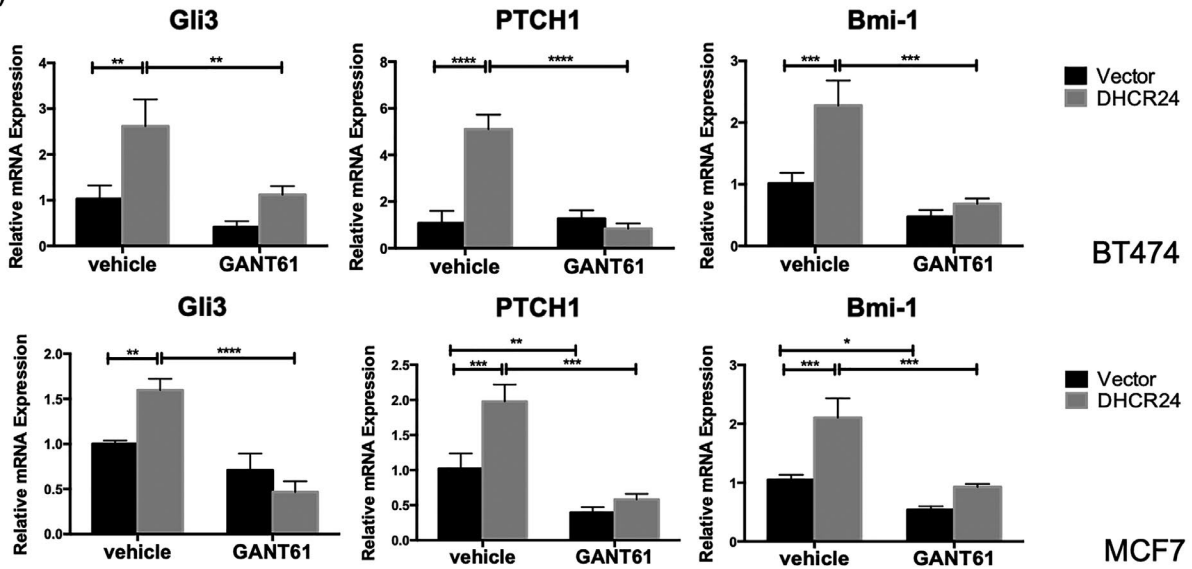 )
Gli3
PTCH1
Bmi-1
Relative mRNA Expression
4
3
2
1
0
**
**
vehicle
GANT61
Relative mRNA Expression
8
6
4
2
0
****
****
vehicle
GANT61
Relative mRNA Expression
3
2
1
0
***
***
vehicle
GANT61
Vector
DHCR24
BT474
Gli3
PTCH1
Bmi-1
Relative mRNA Expression
2.0
1.5
1.0
0.5
0.0
**
****
vehicle
GANT61
Relative mRNA Expression
2.5
2.0
1.5
1.0
0.5
0.0
**
***
***
vehicle
GANT61
Relative mRNA Expression
3
2
1
0
*
***
***
vehicle
GANT61
Vector
DHCR24
MCF7